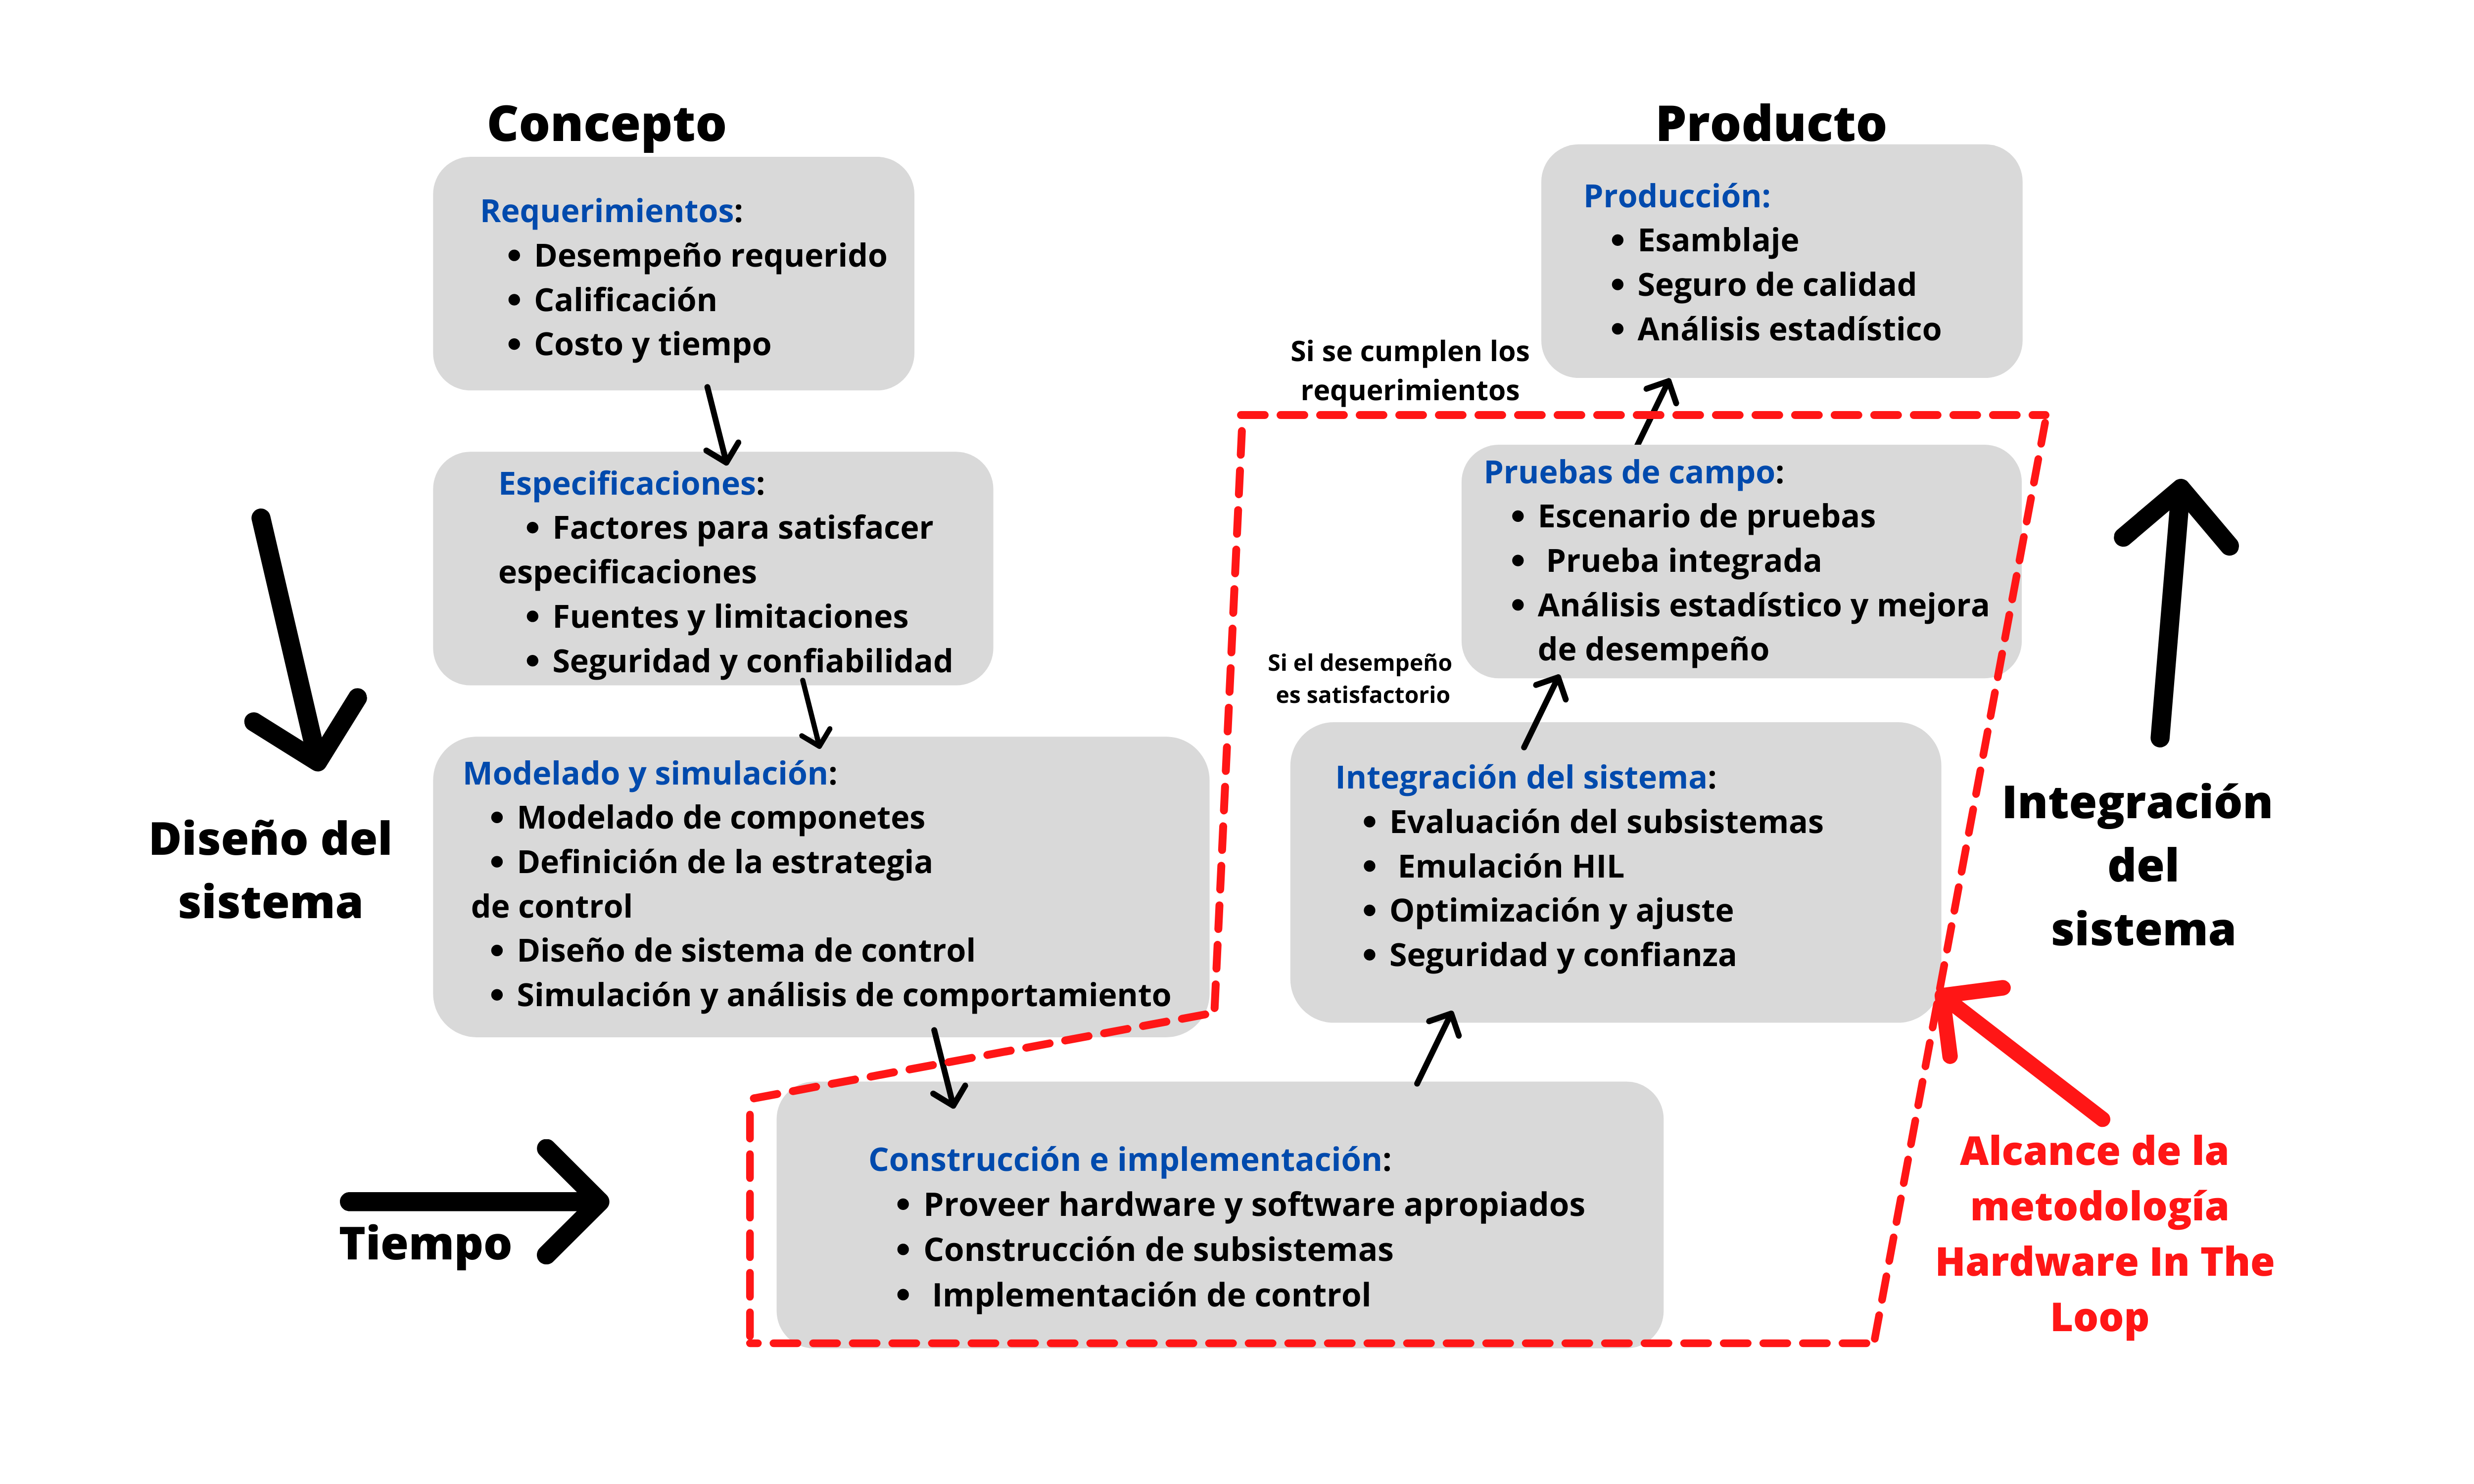 Concepto
Requerimientos:
• Desempeño requerido
• Calificación
• Costo y tiempo
Especificaciones:
• Factores para satisfacer
especificaciones
• Fuentes y limitaciones
• Seguridad y confiabilidad
Modelado y simulación:
• Modelado de componetes
• Definición de la estrategia
de control
• Diseño de sistema de control
• Simulación y análisis de comportamiento
Diseño del
sistema
Tiempo
Construcción e implementación:
• Proveer hardware y software apropiados
• Construcción de subsistemas
• Implementación de control
Producto
Producción:
• Esamblaje
• Seguro de calidad
• Análisis estadístico
Si se cumplen los
requerimientos
Pruebas de campo:
• Escenario de pruebas
• Prueba integrada
• Análisis estadístico y mejora
de desempeño
Si el desempeño
es satisfactorio
Integración del sistema:
• Evaluación del subsistemas
• Emulación HIL
• Optimización y ajuste
• Seguridad y confianza
Integración
del
sistema
Alcance de la
metodología
Hardware In The
Loop